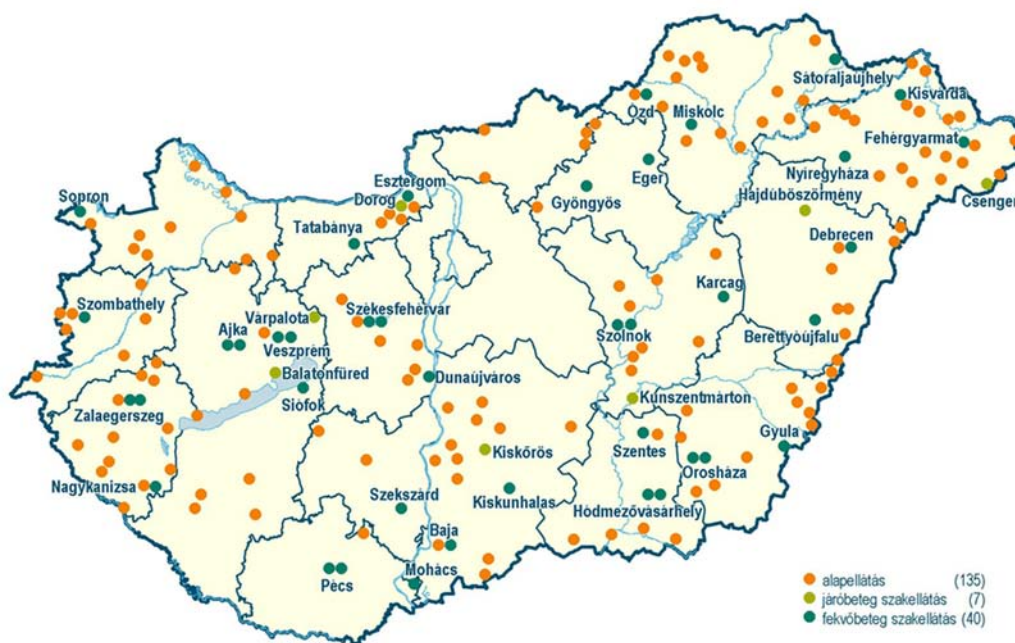 Sátoraljaújhely
Kisvárda
Ózd
Miskolc
Fehérgyarmat
Eger
Nyíregyháza
Esztergom
Sopron
Dorog
Gyöngyös
Hajdúböszörmény
Csenger
Tatabánya
Debrecen
Karcag
Szombathely
Várpalota
Székesfehérvár
Ajka
Szolnok
Veszprém
Berettyóújfalu
Balatonfüred
Dunaújváros
Siófok
Kunszentmárton
Zalaegerszeg
Gyula
Szentes
Kiskőrös
Orosháza
Nagykanizsa
Szekszárd
Kiskunhalas
Hódmezővásárhely
Baja
Mohács
Pécs
alapellátás (135)
járóbeteg szakellátás (7)
fekvőbeteg szakellátás (40)